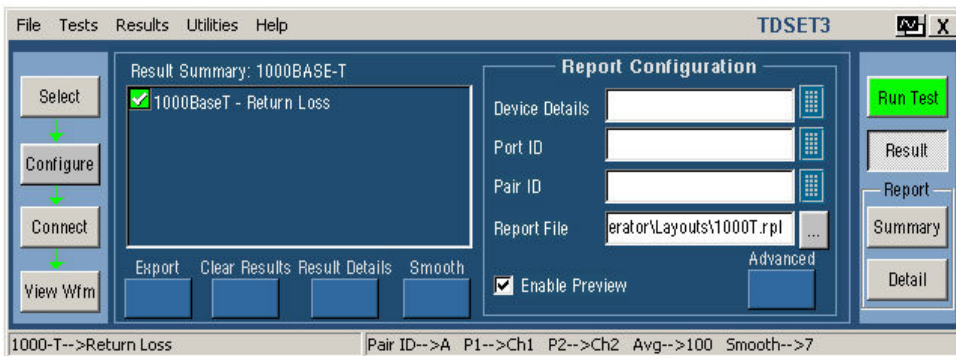 File Tests Results Utilities Help TDSET3 X
Select
Configure
Connect
View Wfm
Result Summary: 1000BASE-T
1000BaseT - Return Loss
Export Clear Results Result Details Smooth
Report Configuration
Device Details
Port ID
Pair ID
Report File erator\Layouts\1000T.rpl ...
Enable Preview
Advanced
Run Test
Result
Report
Summary
Detail
1000-T-->Return Loss Pair ID-->A P1-->Ch1 P2-->Ch2 Avg-->100 Smooth-->7